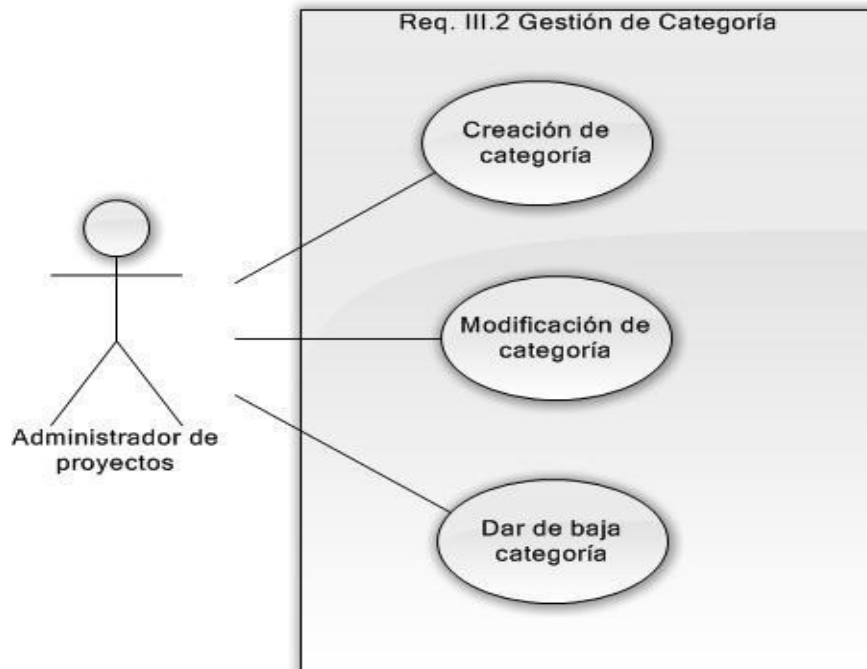 Req. III.2 Gestión de Categoría
Creación de
categoría
Modificación de
categoría
Administrador de
proyectos
Dar de baja
categoría